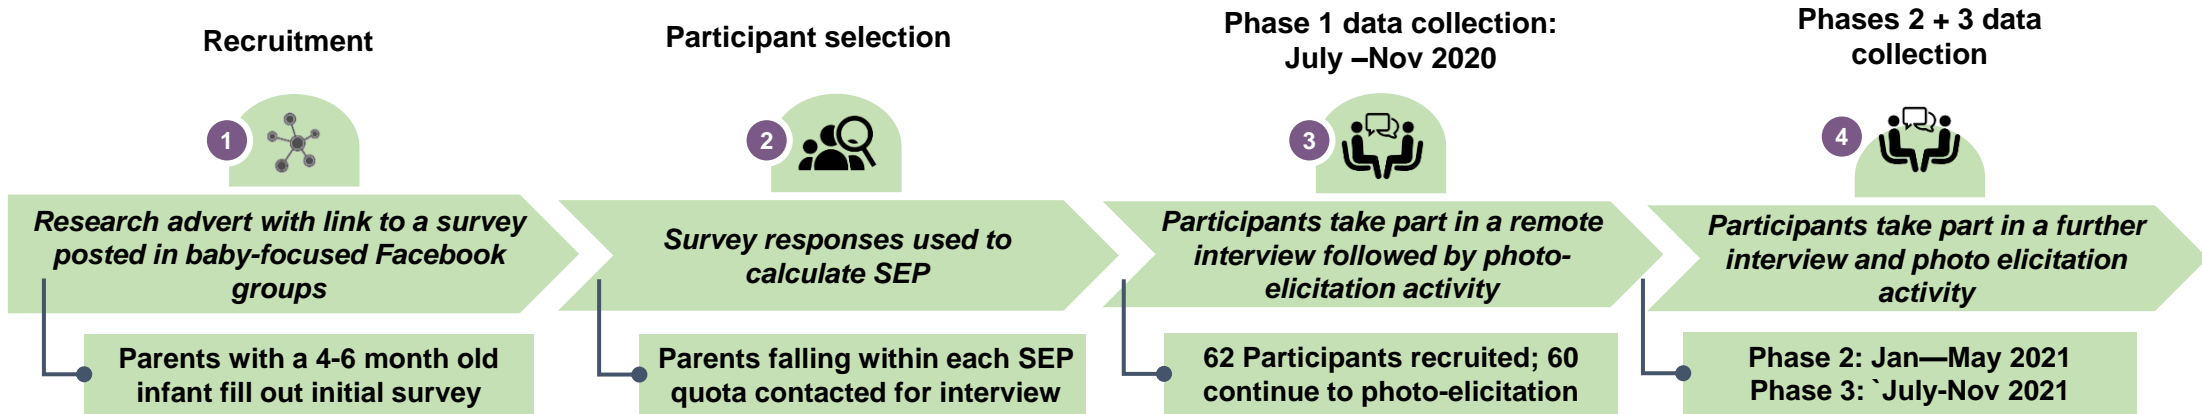 Recruitment
1
Research advert with link to a survey
posted in baby-focused Facebook
groups
Parents with a 4-6 month old
infant fill out initial survey
Participant selection
2
Survey responses used to
calculate SEP
Parents falling within each SEP
quota contacted for interview
Phase 1 data collection:
July –Nov 2020
3
Participants take part in a remote
interview followed by photo-
elicitation activity
62 Participants recruited; 60
continue to photo-elicitation
Phases 2 + 3 data
collection
4
Participants take part in a further
interview and photo elicitation
activity
Phase 2: Jan—May 2021
Phase 3: `July-Nov 2021